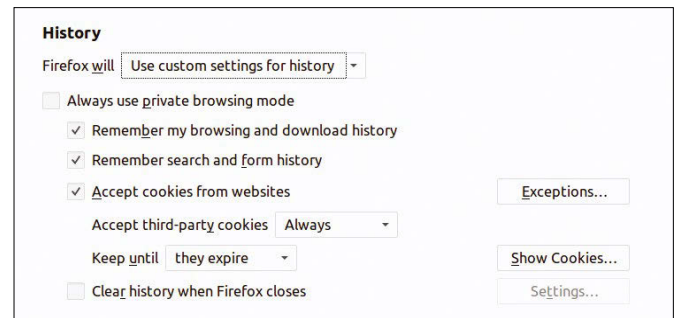 History
Firefox will Use custom settings for history
Always use private browsing mode
Remember my browsing and download history
Remember search and form history
Accept cookies from websites Exceptions...
Accept third-party cookies Always
Keep until they expire Show Cookies...
Clear history when Firefox closes Settings...